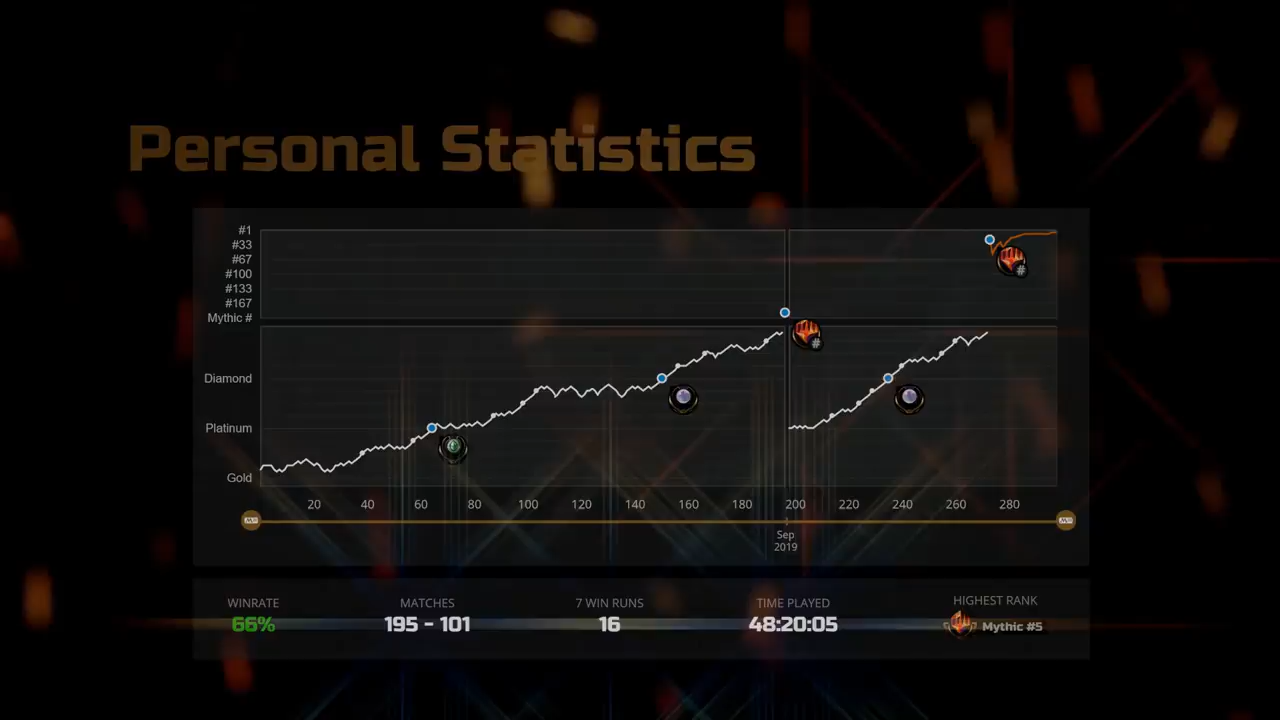 Personal Statistics
#1
#33
#67
#100
#133
#167
Mythic #
Diamond
Platinum
Gold
20 40 60 80 100 120 140 160 180 200 220 240 260 280
Sep
2019
WINRATE MATCHES 7 WIN RUNS TIME PLAYED HIGHEST RANK
66% 195 - 101 16 48:20:05 Mythic #5